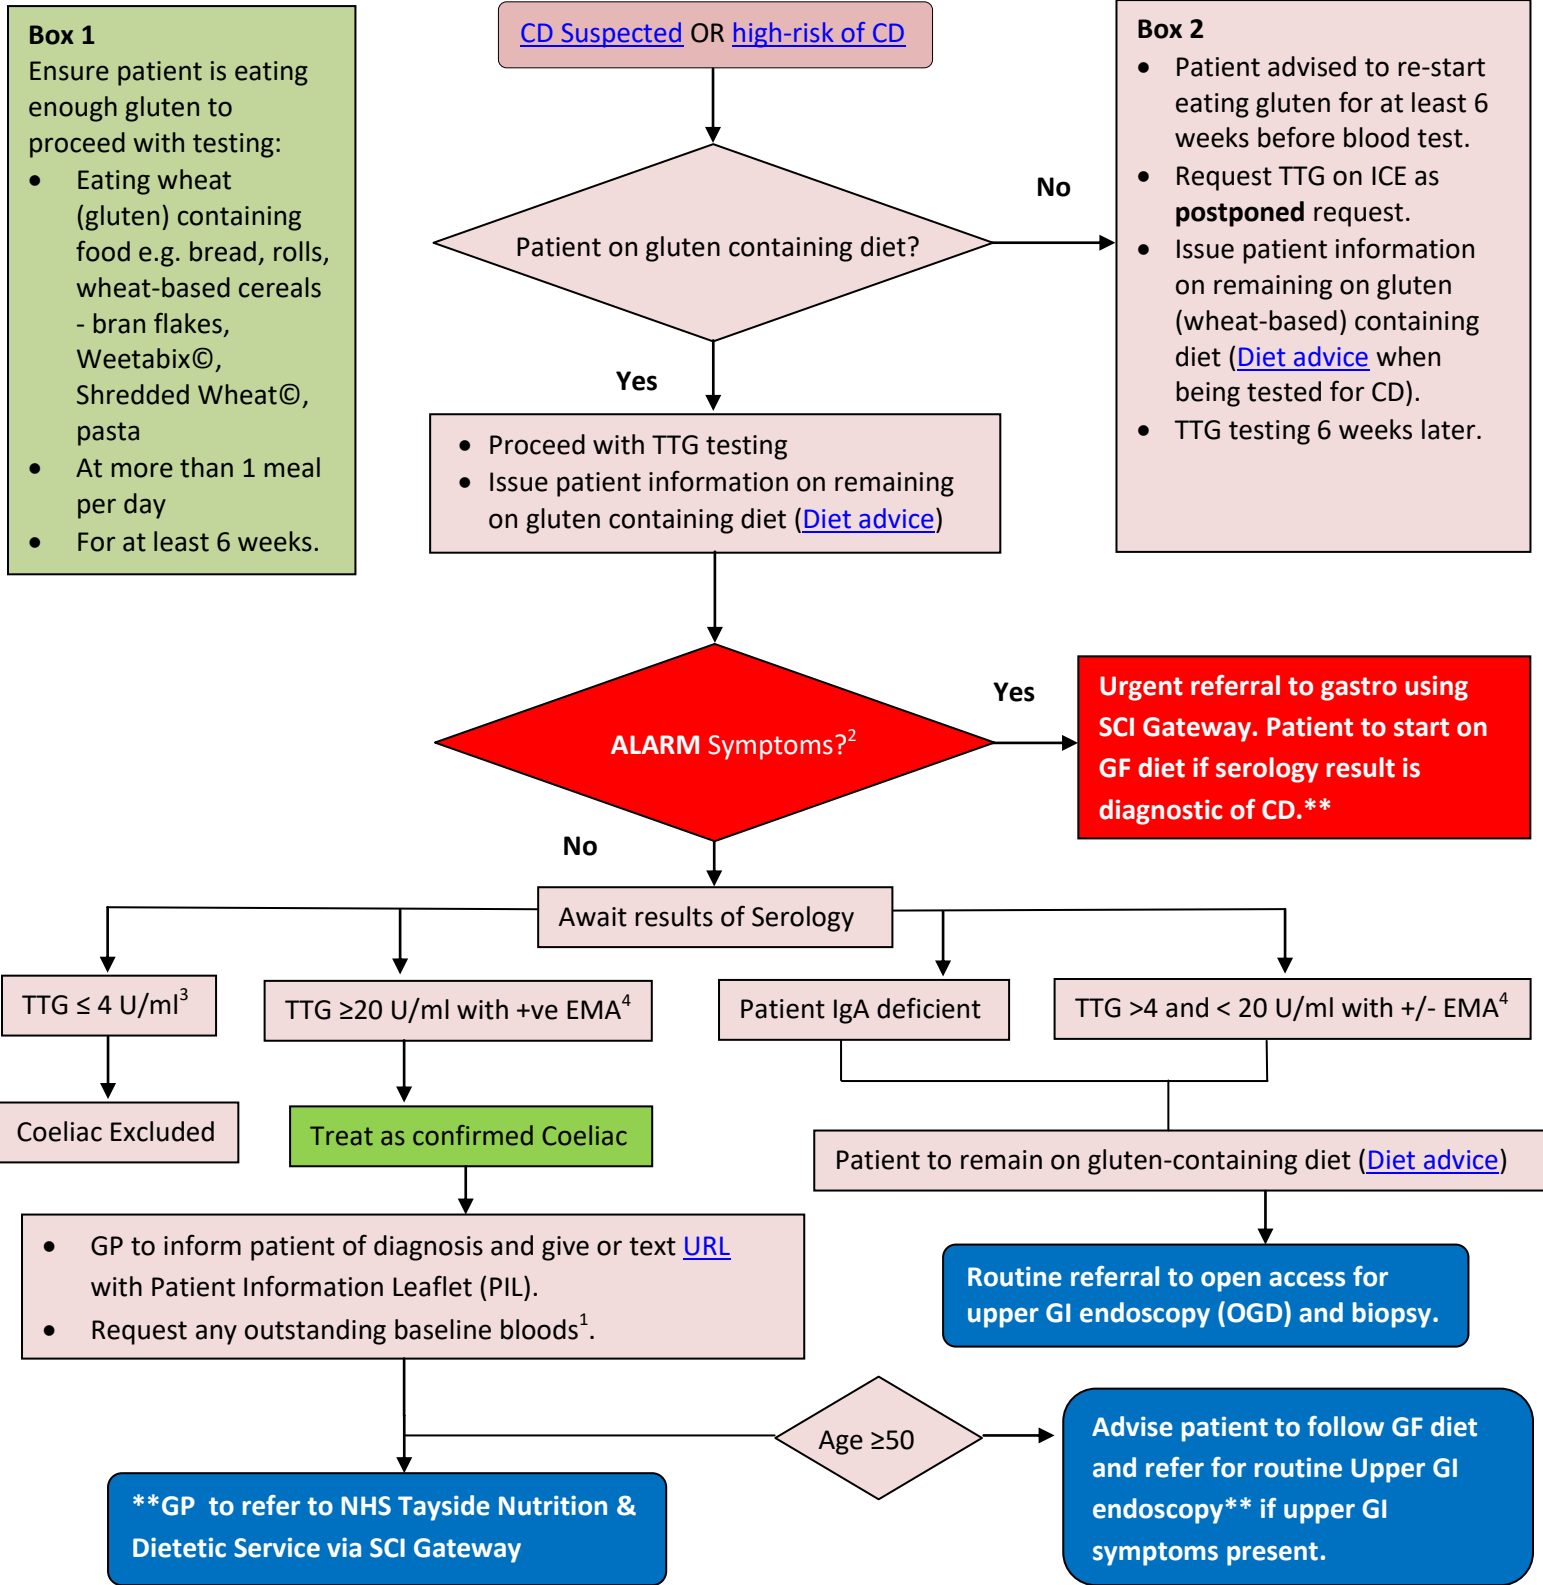 Box 1
Ensure patient is eating
enough gluten to
proceed with testing:
• Eating wheat
(gluten) containing
food e.g. bread, rolls,
wheat-based cereals
- bran flakes,
Weetabix©,
Shredded Wheat©,
pasta
• At more than 1 meal
per day
• For at least 6 weeks.
CD Suspected OR high-risk of CD
Box 2
• Patient advised to re-start
eating gluten for at least 6
weeks before blood test.
• Request TTG on ICE as
postponed request.
• Issue patient information
on remaining on gluten
(wheat-based) containing
diet (Diet advice when
being tested for CD).
• TTG testing 6 weeks later.
No
Patient on gluten containing diet?
Yes
• Proceed with TTG testing
• Issue patient information on remaining
on gluten containing diet (Diet advice)
ALARM Symptoms?²
Yes
Urgent referral to gastro using
SCI Gateway. Patient to start on
GF diet if serology result is
diagnostic of CD.**
No
Await results of Serology
TTG ≤ 4 U/ml³
TTG ≥20 U/ml with +ve EMA⁴
Patient IgA deficient
TTG >4 and < 20 U/ml with +/- EMA⁴
Coeliac Excluded
Treat as confirmed Coeliac
Patient to remain on gluten-containing diet (Diet advice)
• GP to inform patient of diagnosis and give or text URL
with Patient Information Leaflet (PIL).
• Request any outstanding baseline bloods¹.
Routine referral to open access for
upper GI endoscopy (OGD) and biopsy.
Age ≥50
Advise patient to follow GF diet
and refer for routine Upper GI
endoscopy** if upper GI
symptoms present.
**GP to refer to NHS Tayside Nutrition &
Dietetic Service via SCI Gateway